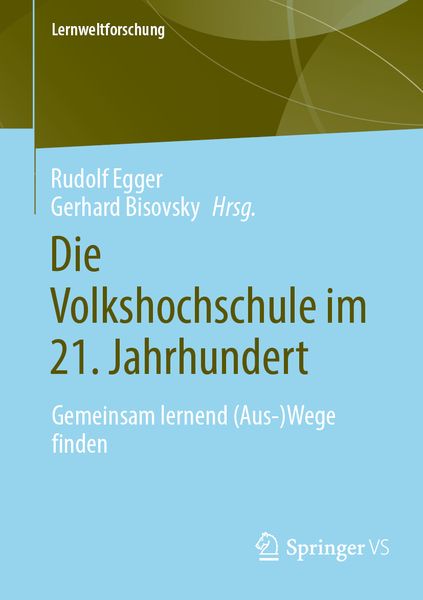 Lernweltforschung
Rudolf Egger
Gerhard Bisovsky Hrsg.
Die
Volkshochschule im
21. Jahrhundert
Gemeinsam lernend (Aus-)Wege
finden
Springer VS